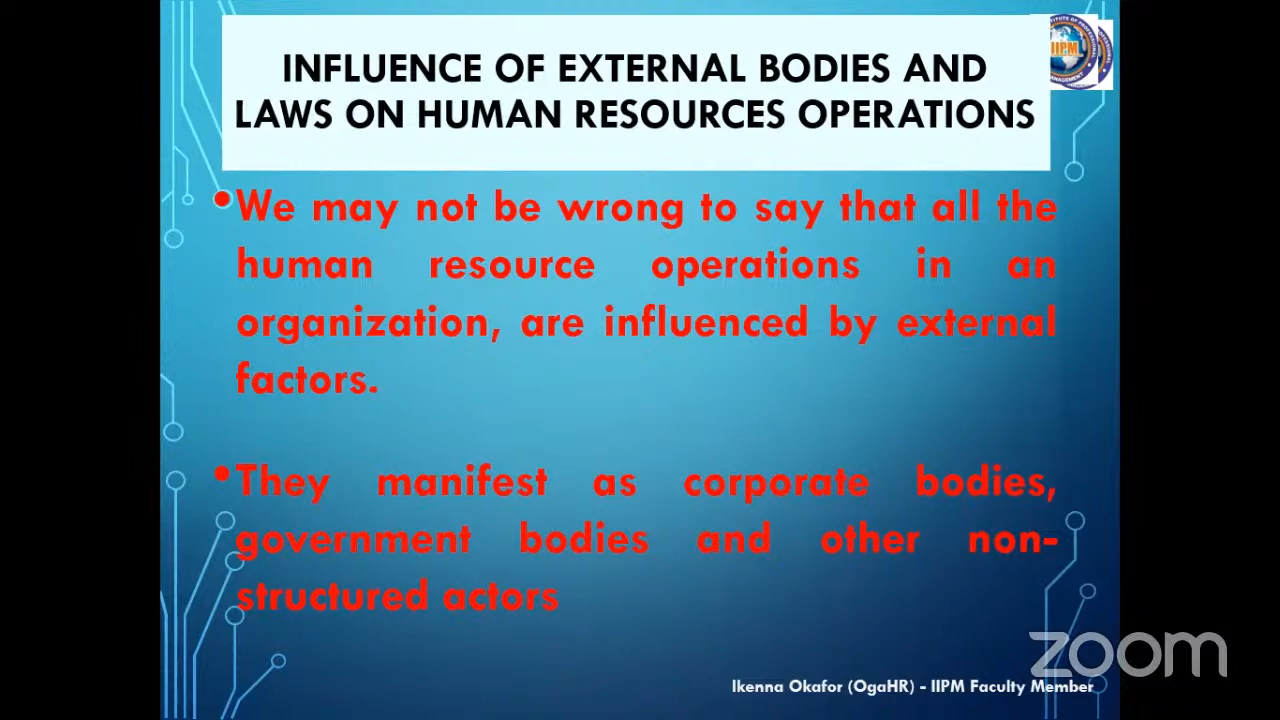 INFLUENCE OF EXTERNAL BODIES AND
LAWS ON HUMAN RESOURCES OPERATIONS
IIPM
MANAGEMENT
• We may not be wrong to say that all the
human resource operations in an
organization, are influenced by external
factors.
• They manifest as corporate bodies,
government bodies and other non-
structured actors
zoom
Ikenna Okafor (OgaHR) - IIPM Faculty Member